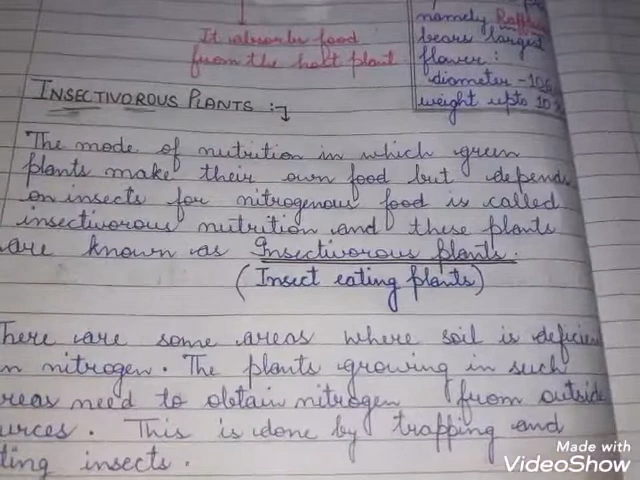 It absorbs food
from the host plant
namely
bears largest
flower:
diameter -
weight upto
INSECTIVOROUS PLANTS :-
The mode of nutrition in which green
plants make their own food but depends
on insects for nitrogenous food is called
insectivorous nutrition and these plants
are known as Insectivorous plants.
(Insect eating plants)
There are some areas where soil is deficien
in nitrogen. The plants growing in such
reas need to obtain nitrogen from outside
urces. This is done by trapping and
ting insects.
Made with
VideoShow